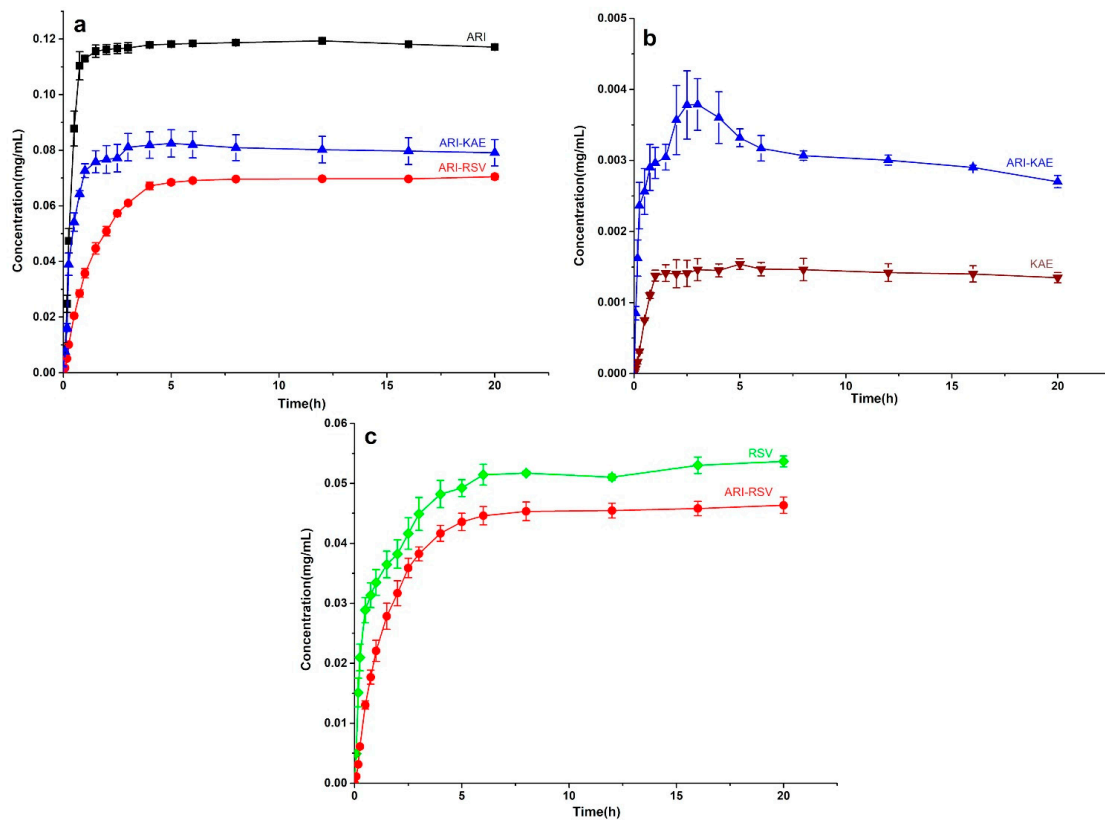 a
0.12
0.10
0.08
0.06
0.04
0.02
0.00
Concentration(mg/mL)
ARI
ARI-KAE
ARI-RSV
0
5
10
15
20
Time(h)
b
0.005
0.004
0.003
0.002
0.001
0.000
Concentration(mg/mL)
ARI-KAE
KAE
0
5
10
15
20
Time(h)
c
0.06
0.05
0.04
0.03
0.02
0.01
0.00
Concentration(mg/mL)
RSV
ARI-RSV
0
5
10
15
20
Time(h)